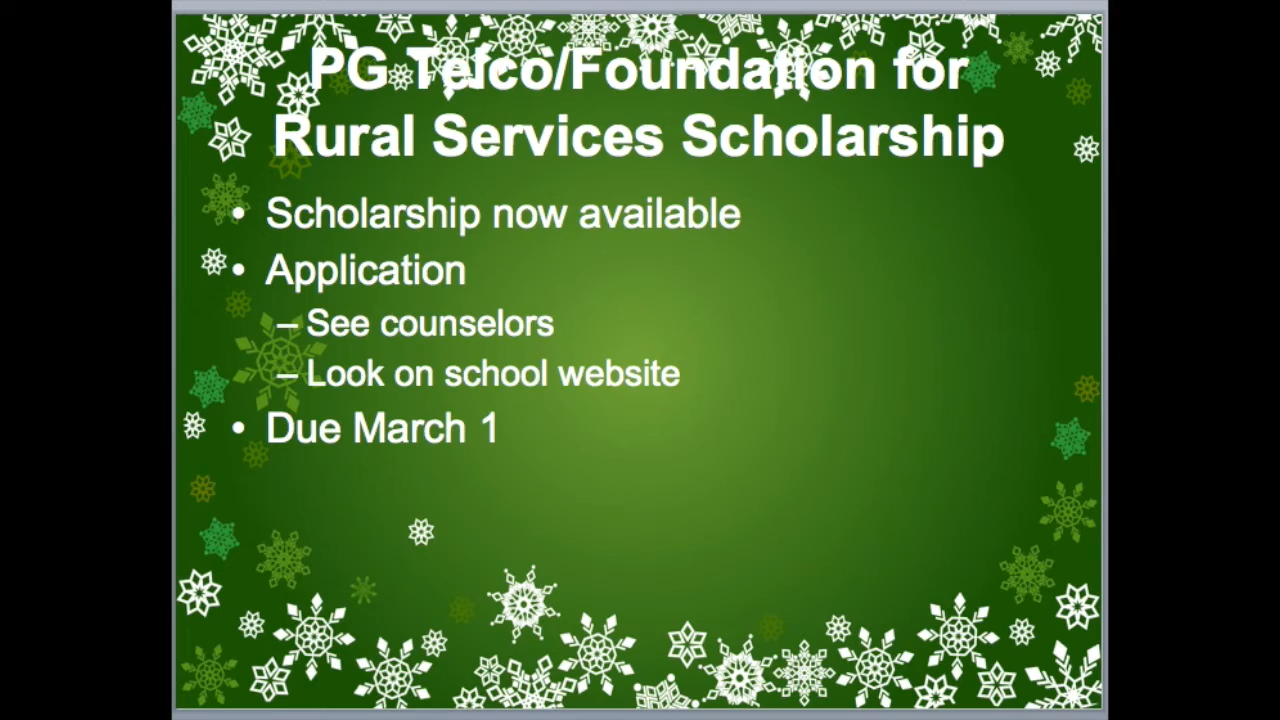 PG Telco/Foundation for
Rural Services Scholarship
• Scholarship now available
• Application
– See counselors
– Look on school website
• Due March 1